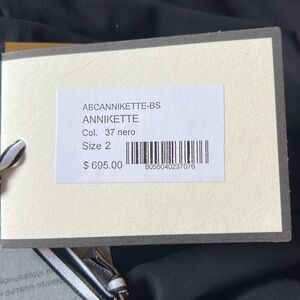 ABCANNIKETTE-BS
ANNIKETTE
Col. 37 nero
Size 2
$ 695.00
8056040237076